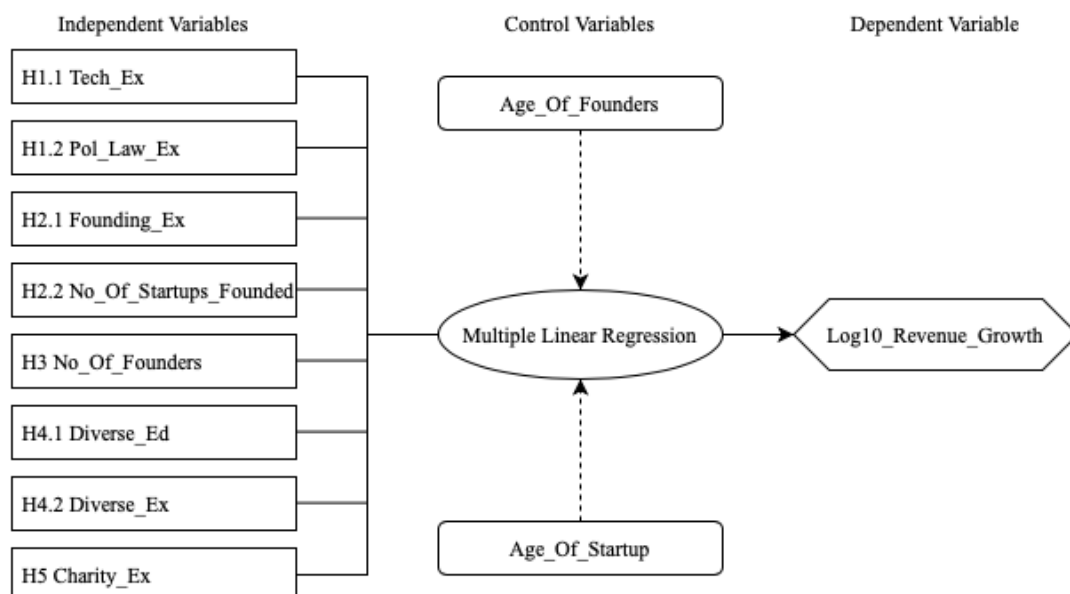 Independent Variables
Control Variables
Dependent Variable
H1.1 Tech_Ex
H1.2 Pol_Law_Ex
H2.1 Founding_Ex
H2.2 No_Of_Startups_Founded
H3 No_Of_Founders
H4.1 Diverse_Ed
H4.2 Diverse_Ex
H5 Charity_Ex
Age_Of_Founders
Multiple Linear Regression
Age_Of_Startup
Log10_Revenue_Growth